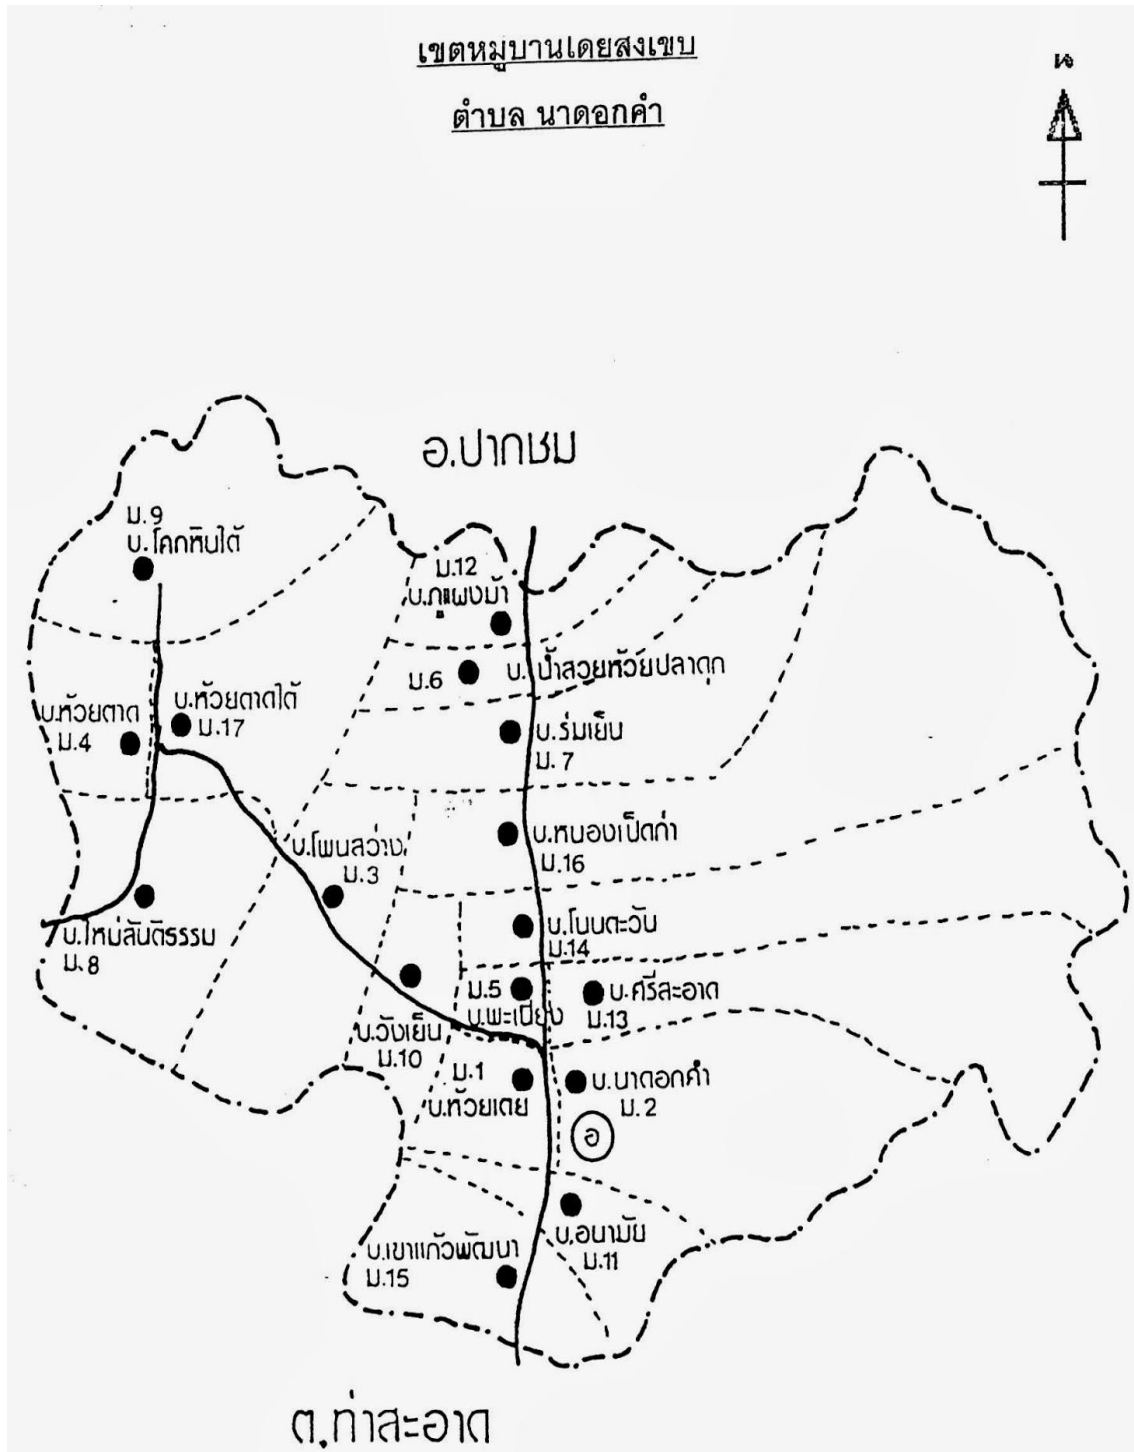 เขตหมู่บานโดยสงเขบ
ตำบล นาดอกคำ
N
อ.ปากชม
ม.9
บ.โคกหินใต้
ม.12
บ.ภูแผงม้า
ม.6
บ. น้ำสวยห้วยปลาดุก
บ.ห้วยตาด
ม.4
บ.ห้วยตาดใต้
ม.17
บ.ร่มเย็น
ม.7
บ.โพนสว่าง
ม.3
บ.หนองเป็ดก่า
ม.16
บ.ใหม่สันติธรรม
ม.8
บ.โนนตะวัน
ม.14
ม.5
บ.พะเนียง
บ.ศรีสะอาด
ม.13
บ.วังเย็น
ม.10
ม.1
บ.ห้วยเดย
บ.นาดอกคำ
ม.2
อ
บ.อนามัย
ม.11
บ.เขาแก้วพัฒนา
ม.15
ต.ท่าสะอาด